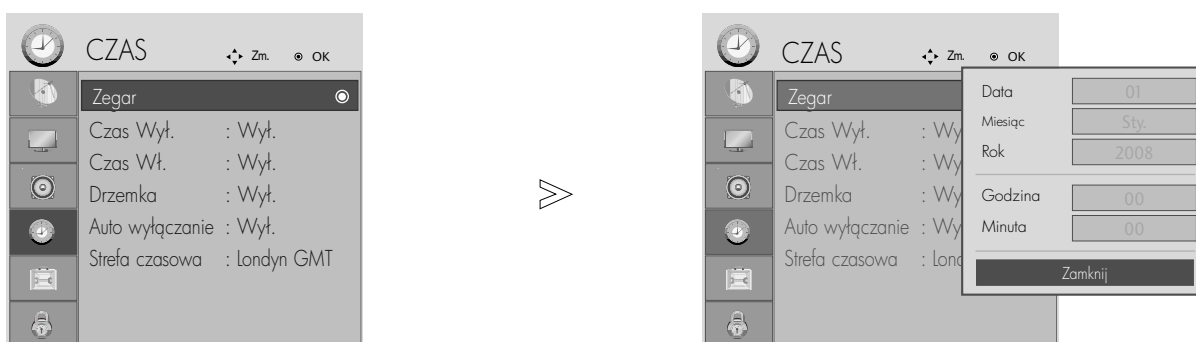 CZAS Zm. OK
Zegar
Czas Wył. : Wył.
Czas Wł. : Wył.
Drzemka : Wył.
Auto wyłączanie : Wył.
Strefa czasowa : Londyn GMT
>
CZAS Zm. OK
Zegar
Czas Wył. : Wy
Czas Wł. : Wy
Drzemka : Wy
Auto wyłączanie : Wy
Strefa czasowa : Lond
Data 01
Miesiąc Sty.
Rok 2008
Godzina 00
Minuta 00
Zamknij